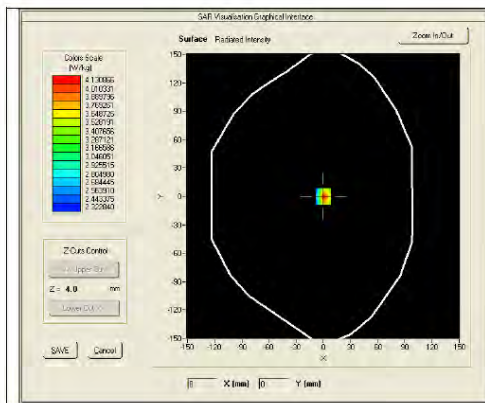 SAR Visualisation Graphical Interface
Surface Radiated Intensity
Zoom In/Out
Colors Scale
(W/kg)
4.130866
4.010331
3.889796
3.769261
3.648726
3.528191
3.407656
3.287121
3.166586
3.046051
2.925515
2.804980
2.684445
2.563910
2.443375
2.322840
150
120
90
60
30
0
-30
-60
-90
-120
-150
Y
-150 -120 -90 -60 -30 0 30 60 90 120 150
X
Z Cuts Control
Z = 4.0 mm
SAVE
Cancel
X (mm)
0 Y (mm)